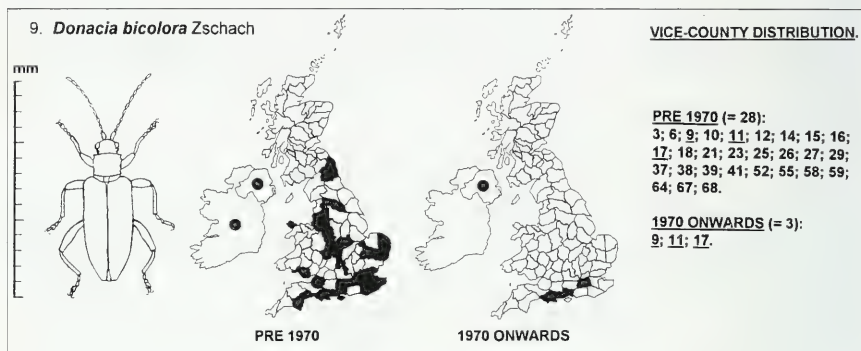 9. Donacia bicolora Zschach
mm
PRE 1970
1970 ONWARDS
VICE-COUNTY DISTRIBUTION.
PRE 1970 (= 28):
3; 6; 9; 10; 11; 12; 14; 15; 16;
17; 18; 21; 23; 25; 26; 27; 29;
37; 38; 39; 41; 52; 55; 58; 59;
64; 67; 68.
1970 ONWARDS (= 3):
9; 11; 17.